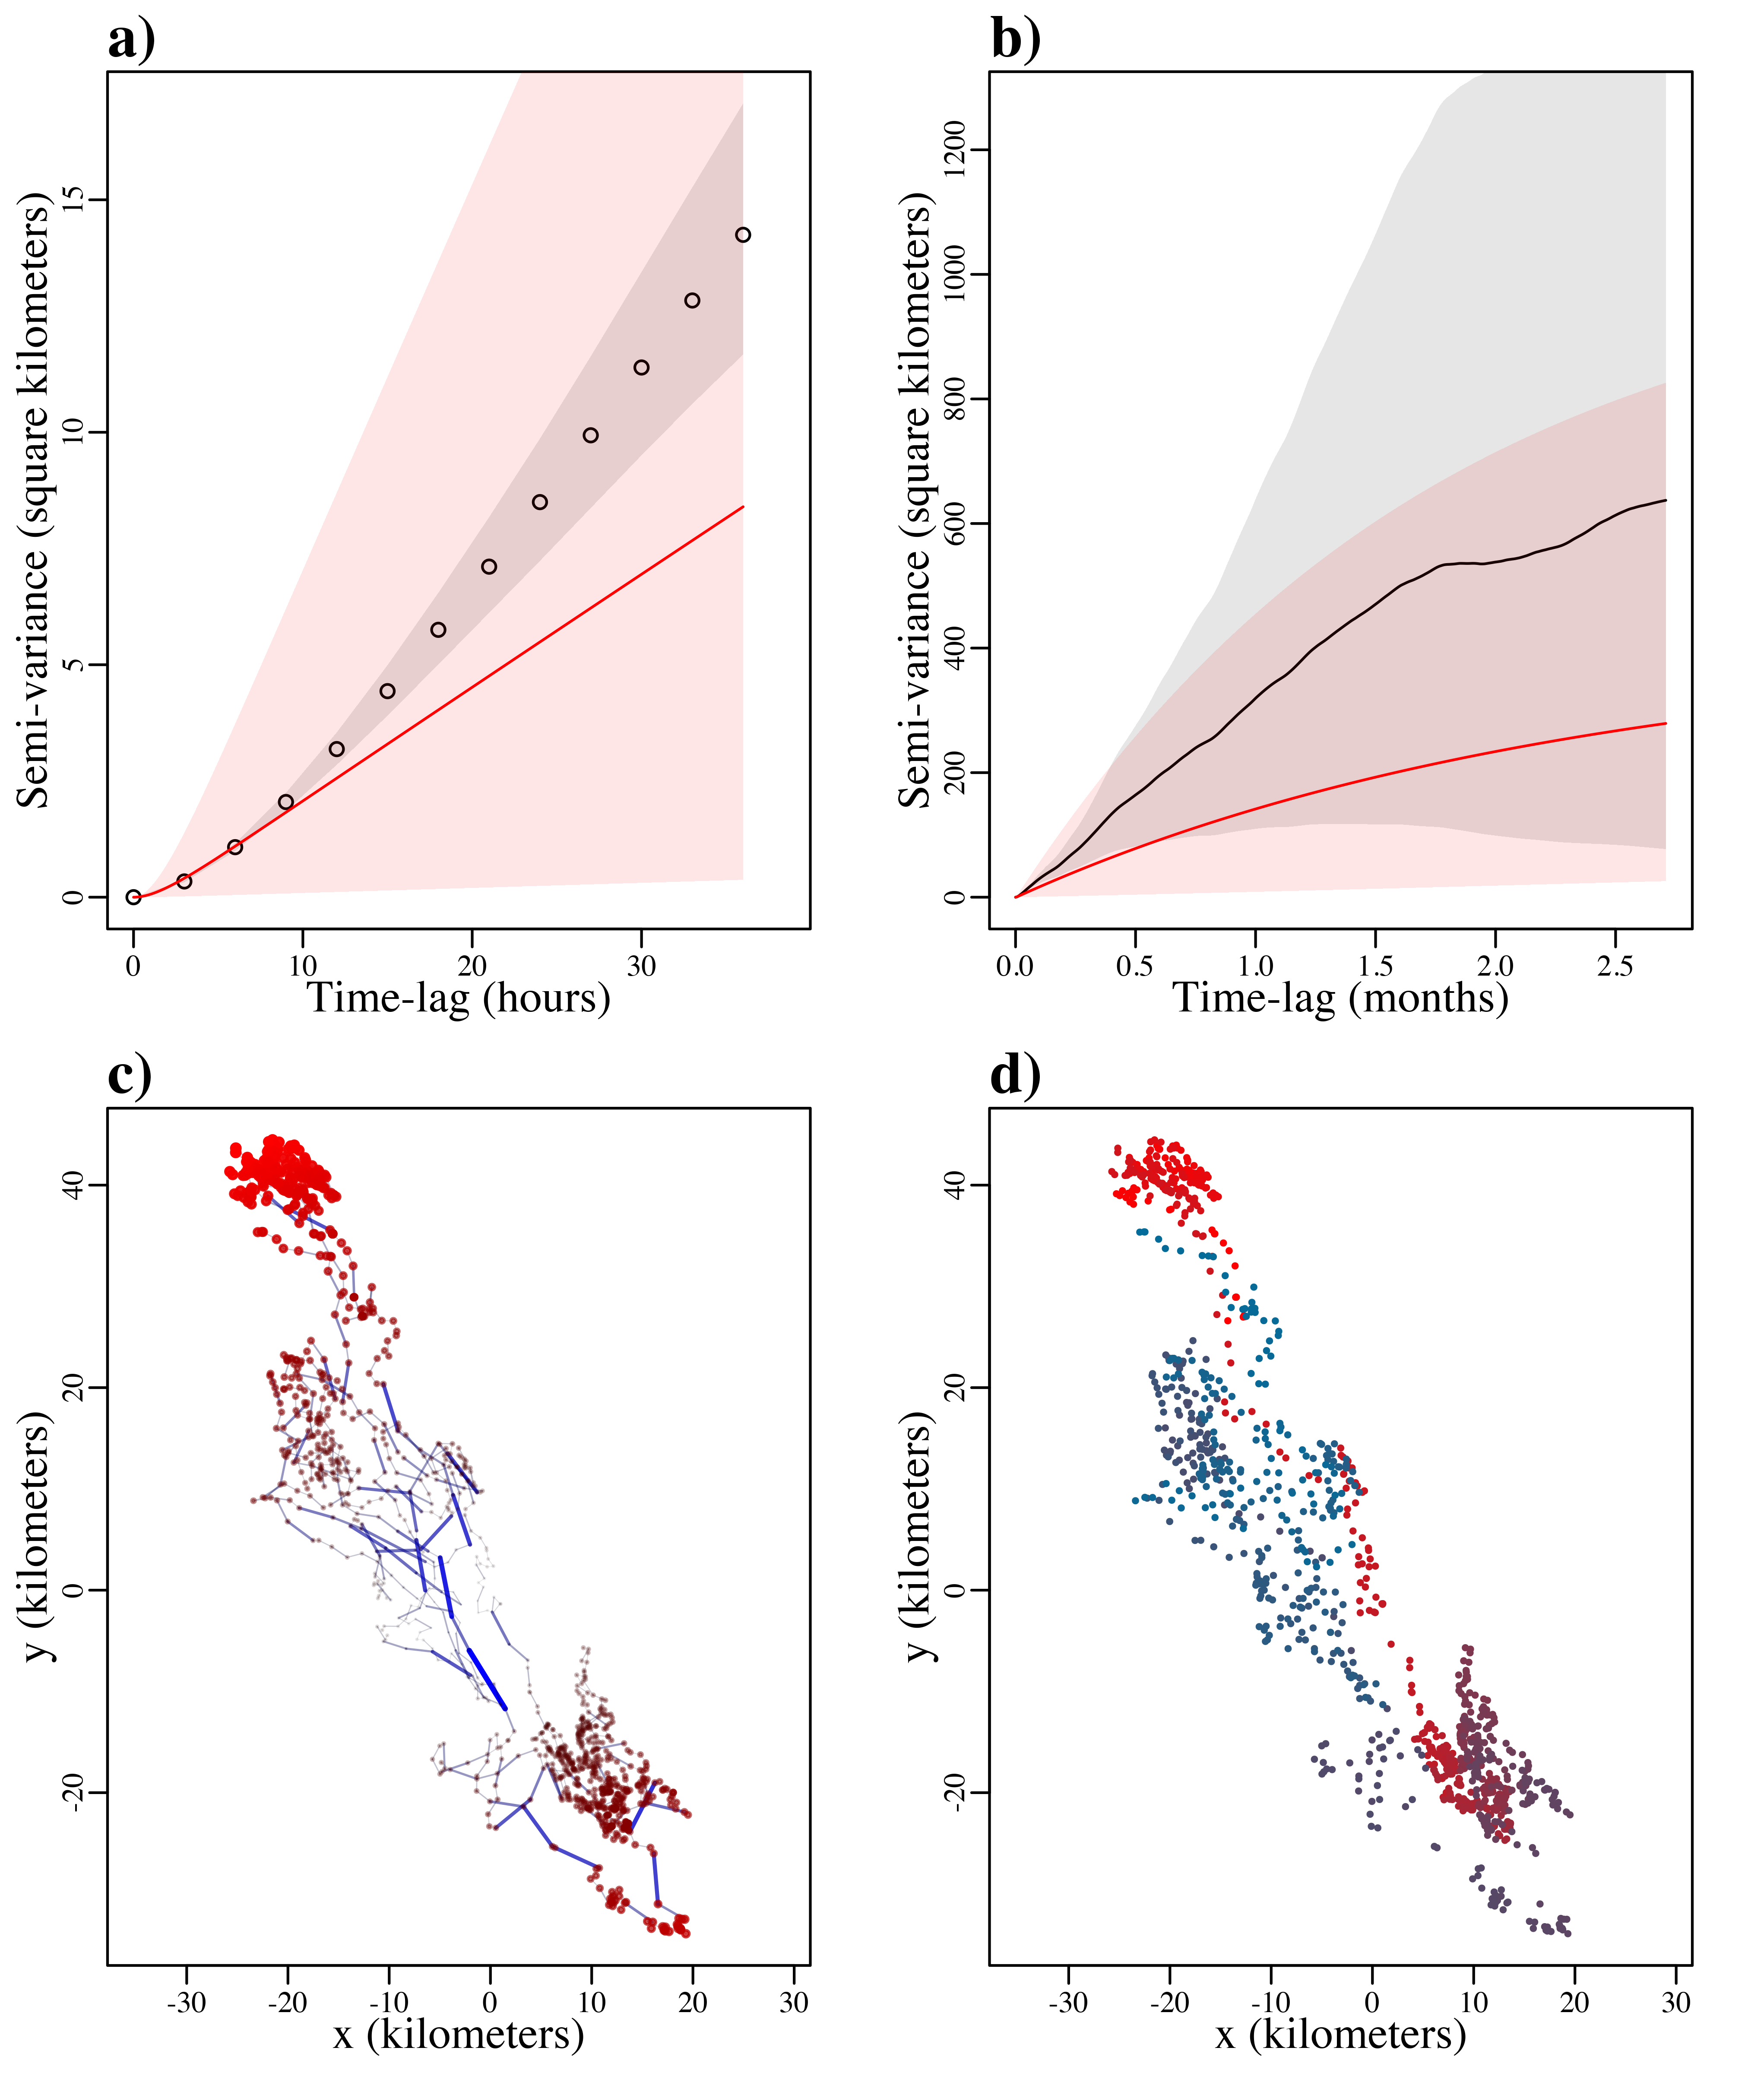 a)
Semi-variance (square kilometers)
15
10
5
0
0 10 20 30
Time-lag (hours)
b)
Semi-variance (square kilometers)
1200
1000
800
600
400
200
0
0.0 0.5 1.0 1.5 2.0 2.5
Time-lag (months)
c)
y (kilometers)
40
20
0
-20
-30 -20 -10 0 10 20 30
x (kilometers)
d)
y (kilometers)
40
20
0
-20
-30 -20 -10 0 10 20 30
x (kilometers)